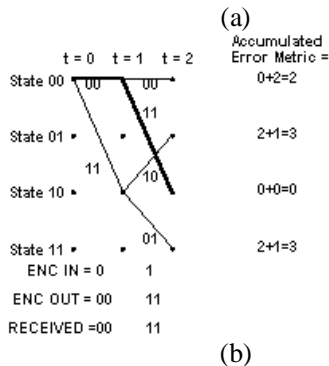 (a)
Accumulated
Error Metric =
t = 0 t = 1 t = 2
State 00 00 00 0+2=2
11
State 01 2+1=3
11 10
State 10 0+0=0
01
State 11 2+1=3
ENC IN = 0 1
ENC OUT = 00 11
RECEIVED =00 11
(b)